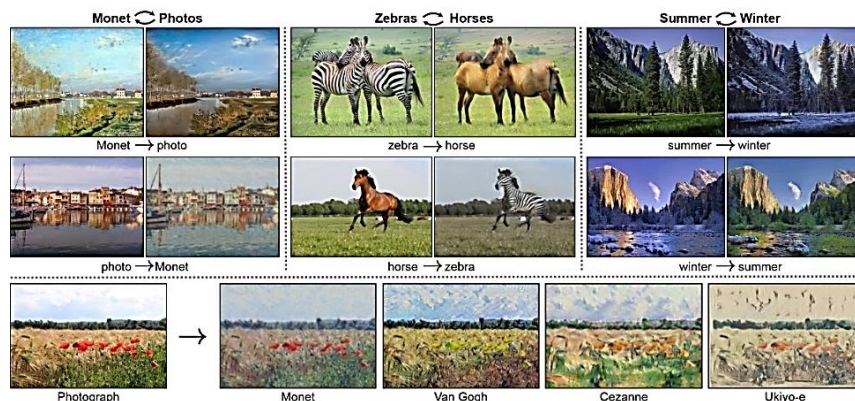 Monet ⟳ Photos
Zebras ⟳ Horses
Summer ⟳ Winter
Monet → photo
zebra → horse
summer → winter
photo → Monet
horse → zebra
winter → summer
→
Photograph
Monet
Van Gogh
Cezanne
Ukiyo-e